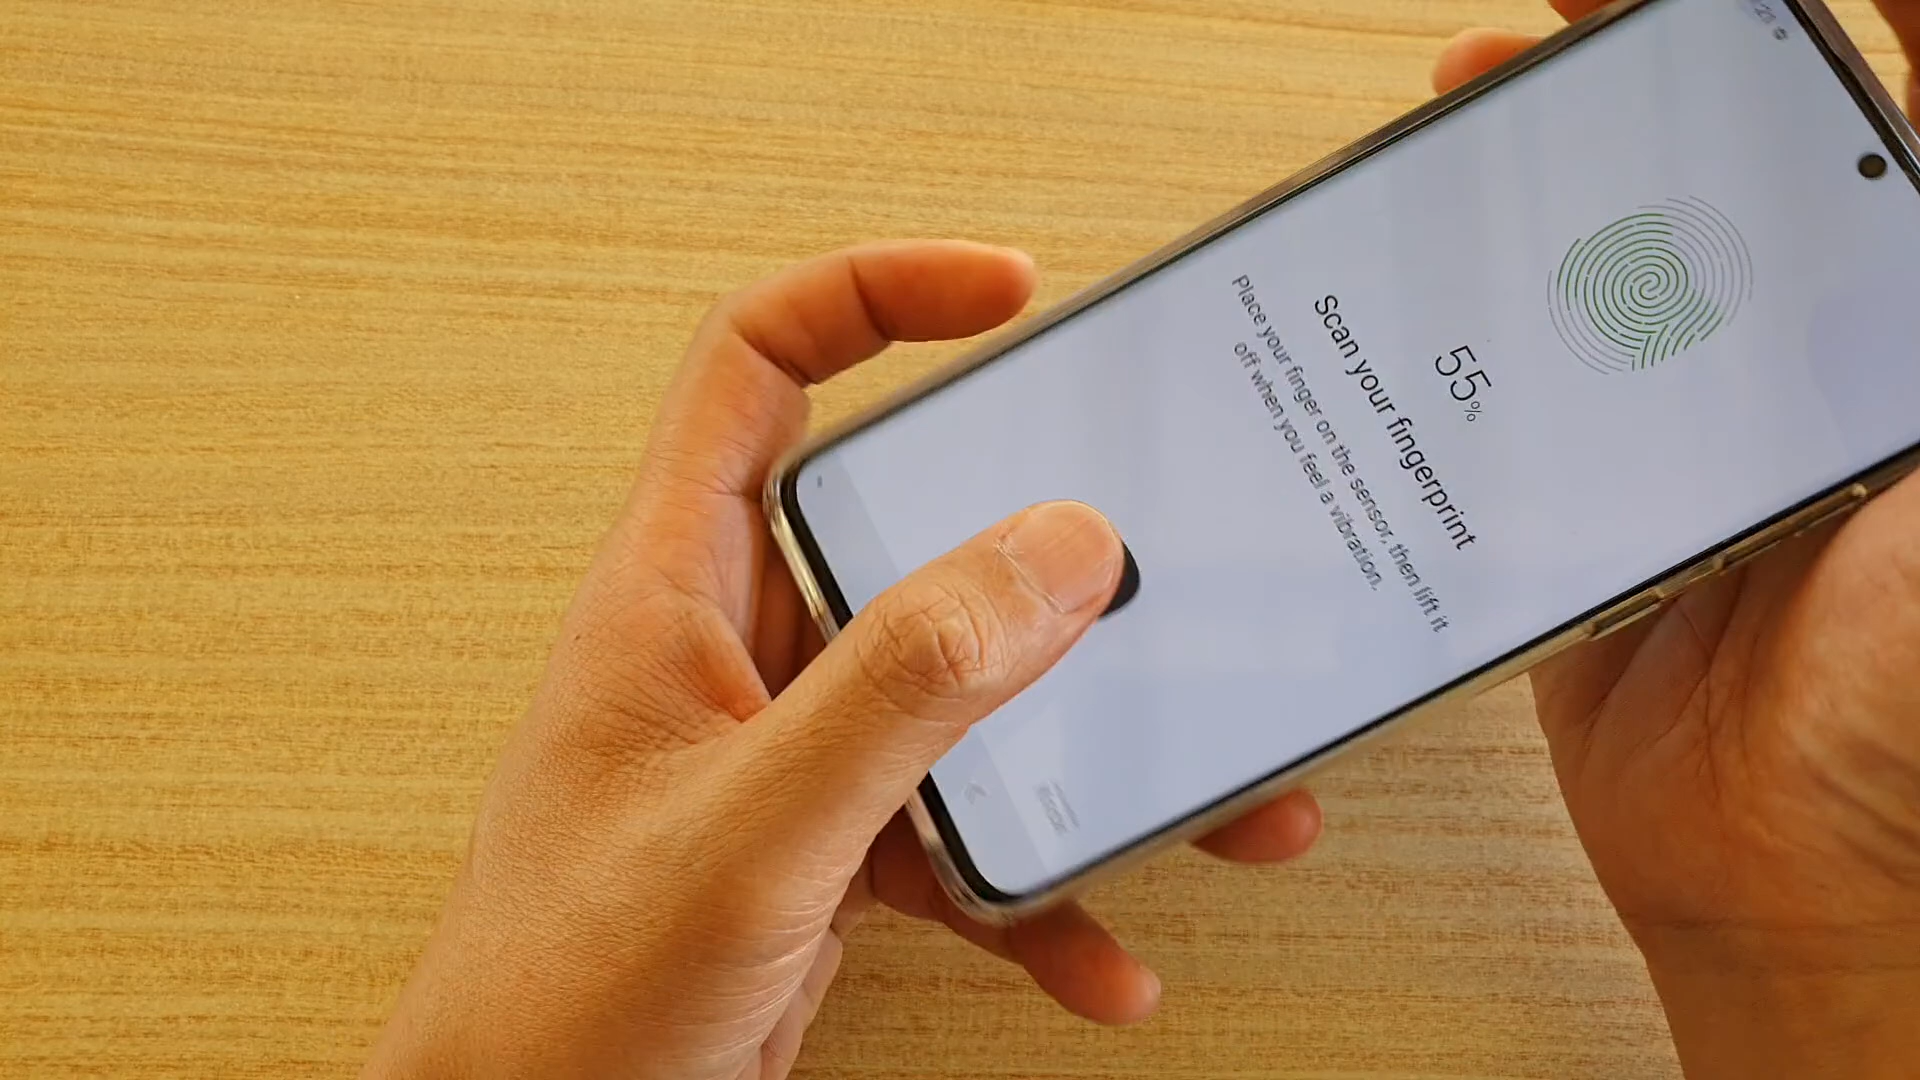 55%
Scan your fingerprint
Place your finger on the sensor, then lift it
off when you feel a vibration.